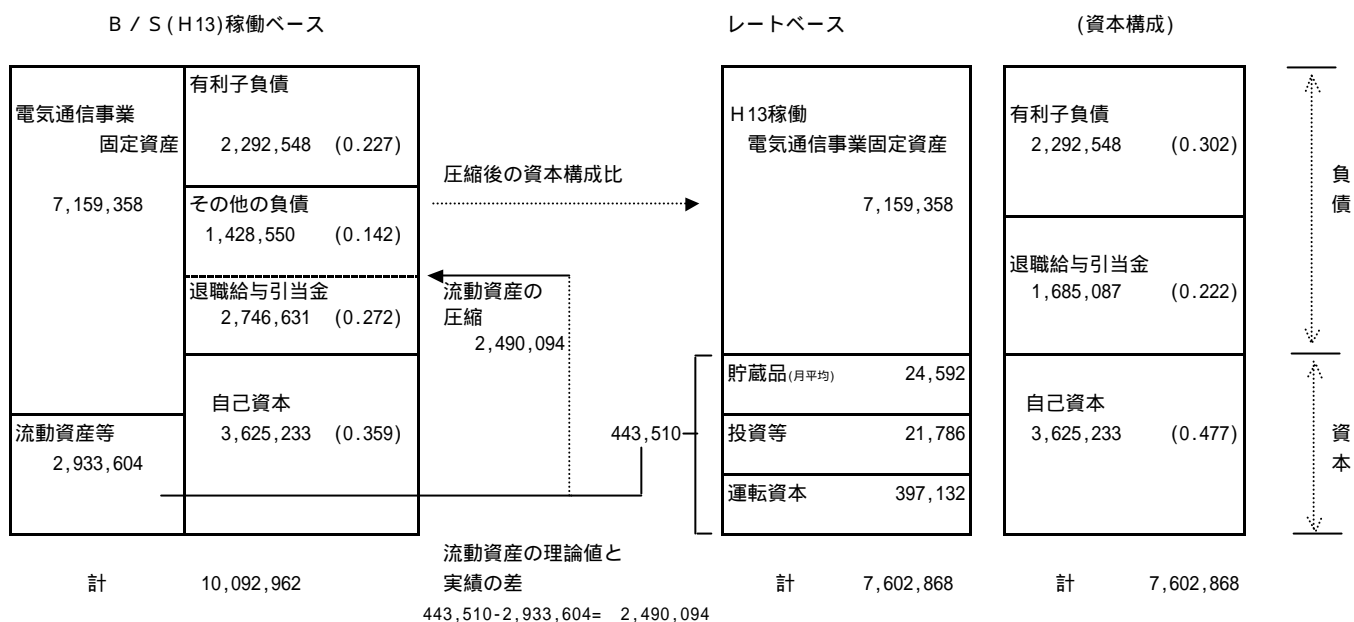 B / S(H13)稼働ベース
レートベース
(資本構成)
電気通信事業
固定資産
7,159,358
流動資産等
2,933,604
有利子負債
2,292,548 (0.227)
その他の負債
1,428,550 (0.142)
退職給与引当金
2,746,631 (0.272)
自己資本
3,625,233 (0.359)
計 10,092,962
圧縮後の資本構成比
流動資産の
圧縮
2,490,094
443,510
流動資産の理論値と
実績の差
443,510-2,933,604= 2,490,094
H13稼働
電気通信事業固定資産
7,159,358
貯蔵品(月平均) 24,592
投資等 21,786
運転資本 397,132
計 7,602,868
有利子負債
2,292,548 (0.302)
退職給与引当金
1,685,087 (0.222)
自己資本
3,625,233 (0.477)
計 7,602,868
負債
資本